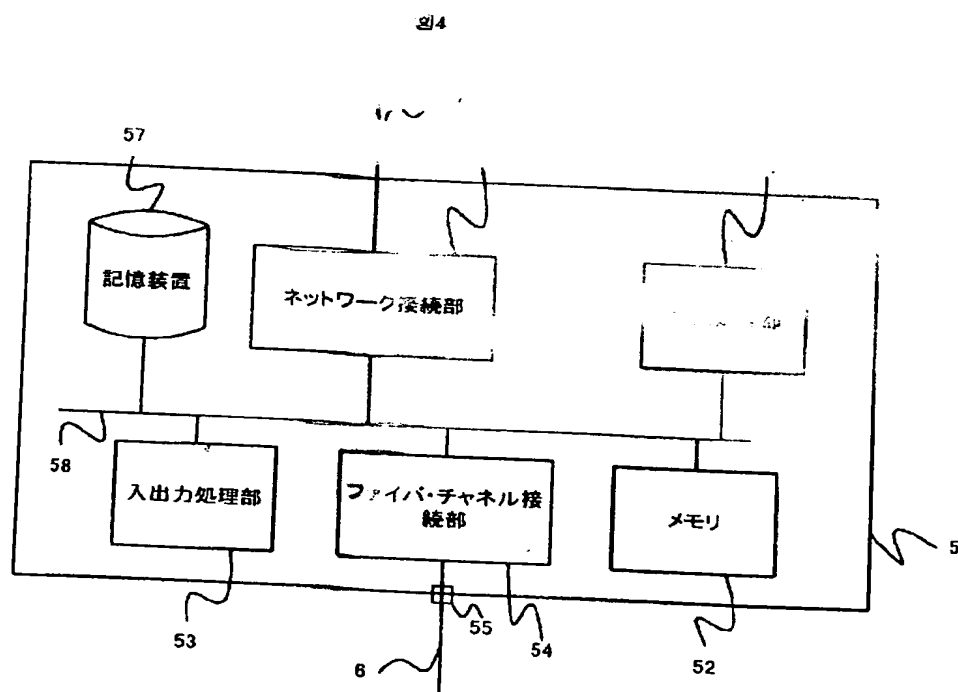 図4
57
記憶装置
ネットワーク接続部
58
入出力処理部
ファイバ・チャネル接
続部
メモリ
5
53
55
54
52
6